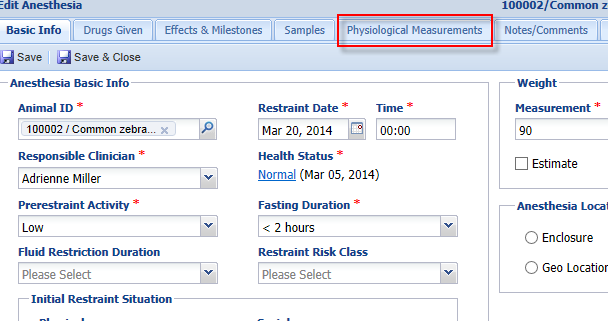 Edit Anesthesia 100002/Common z
Basic Info Drugs Given Effects & Milestones Samples Physiological Measurements Notes/Comments
Save Save & Close
Anesthesia Basic Info Weight
Animal ID * Restraint Date * Time * Measurement *
100002 / Common zebra... x Mar 20, 2014 00:00 90
Responsible Clinician * Health Status * Estimate
Adrienne Miller Normal (Mar 05, 2014)
Prerestraint Activity * Fasting Duration * Anesthesia Locat
Low < 2 hours Enclosure
Fluid Restriction Duration Restraint Risk Class
Please Select Please Select Geo Location
Initial Restraint Situation